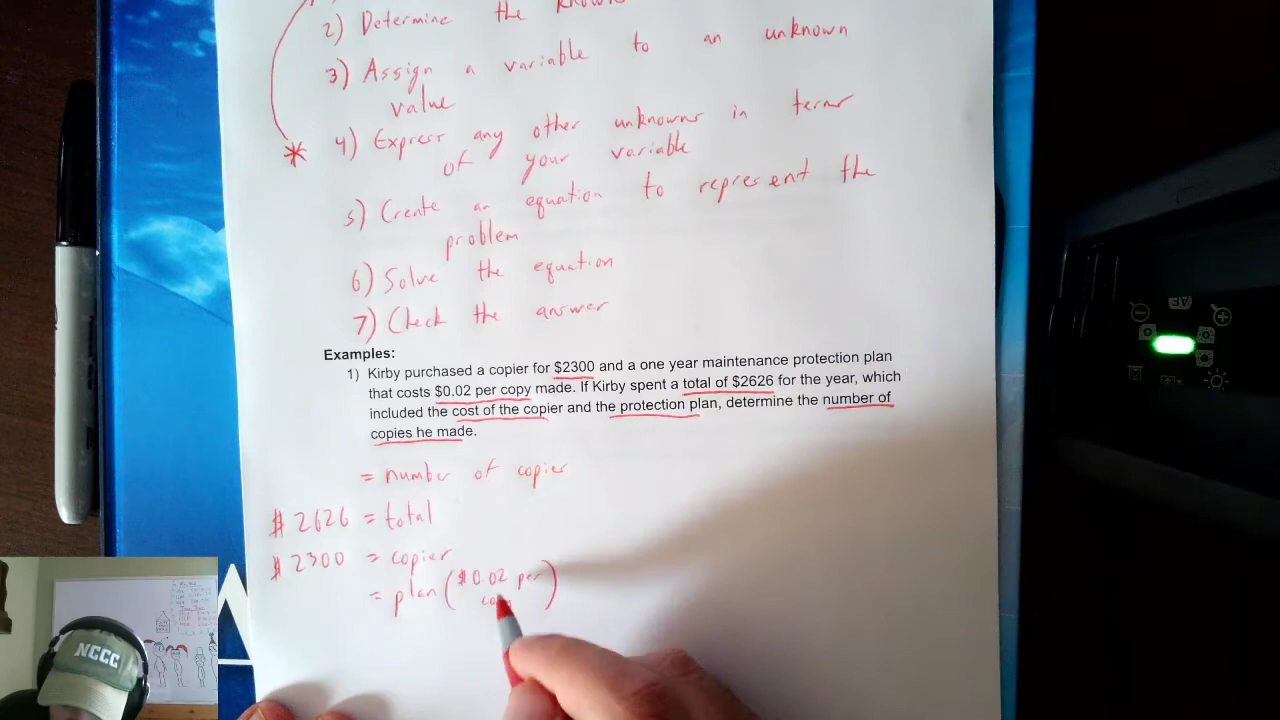 2) Determine the
3) Assign a variable to an unknown
value
* 4) Express any other unknowns in terms
of your variable
5) Create an equation to represent the
problem
6) Solve the equation
7) Check the answer
Examples:
1) Kirby purchased a copier for $2300 and a one year maintenance protection plan
that costs $0.02 per copy made. If Kirby spent a total of $2626 for the year, which
included the cost of the copier and the protection plan, determine the number of
copies he made.
= number of copies
$2626 = total
$2300 = copier
= plan ($0.02 per
NCCC
AF
A